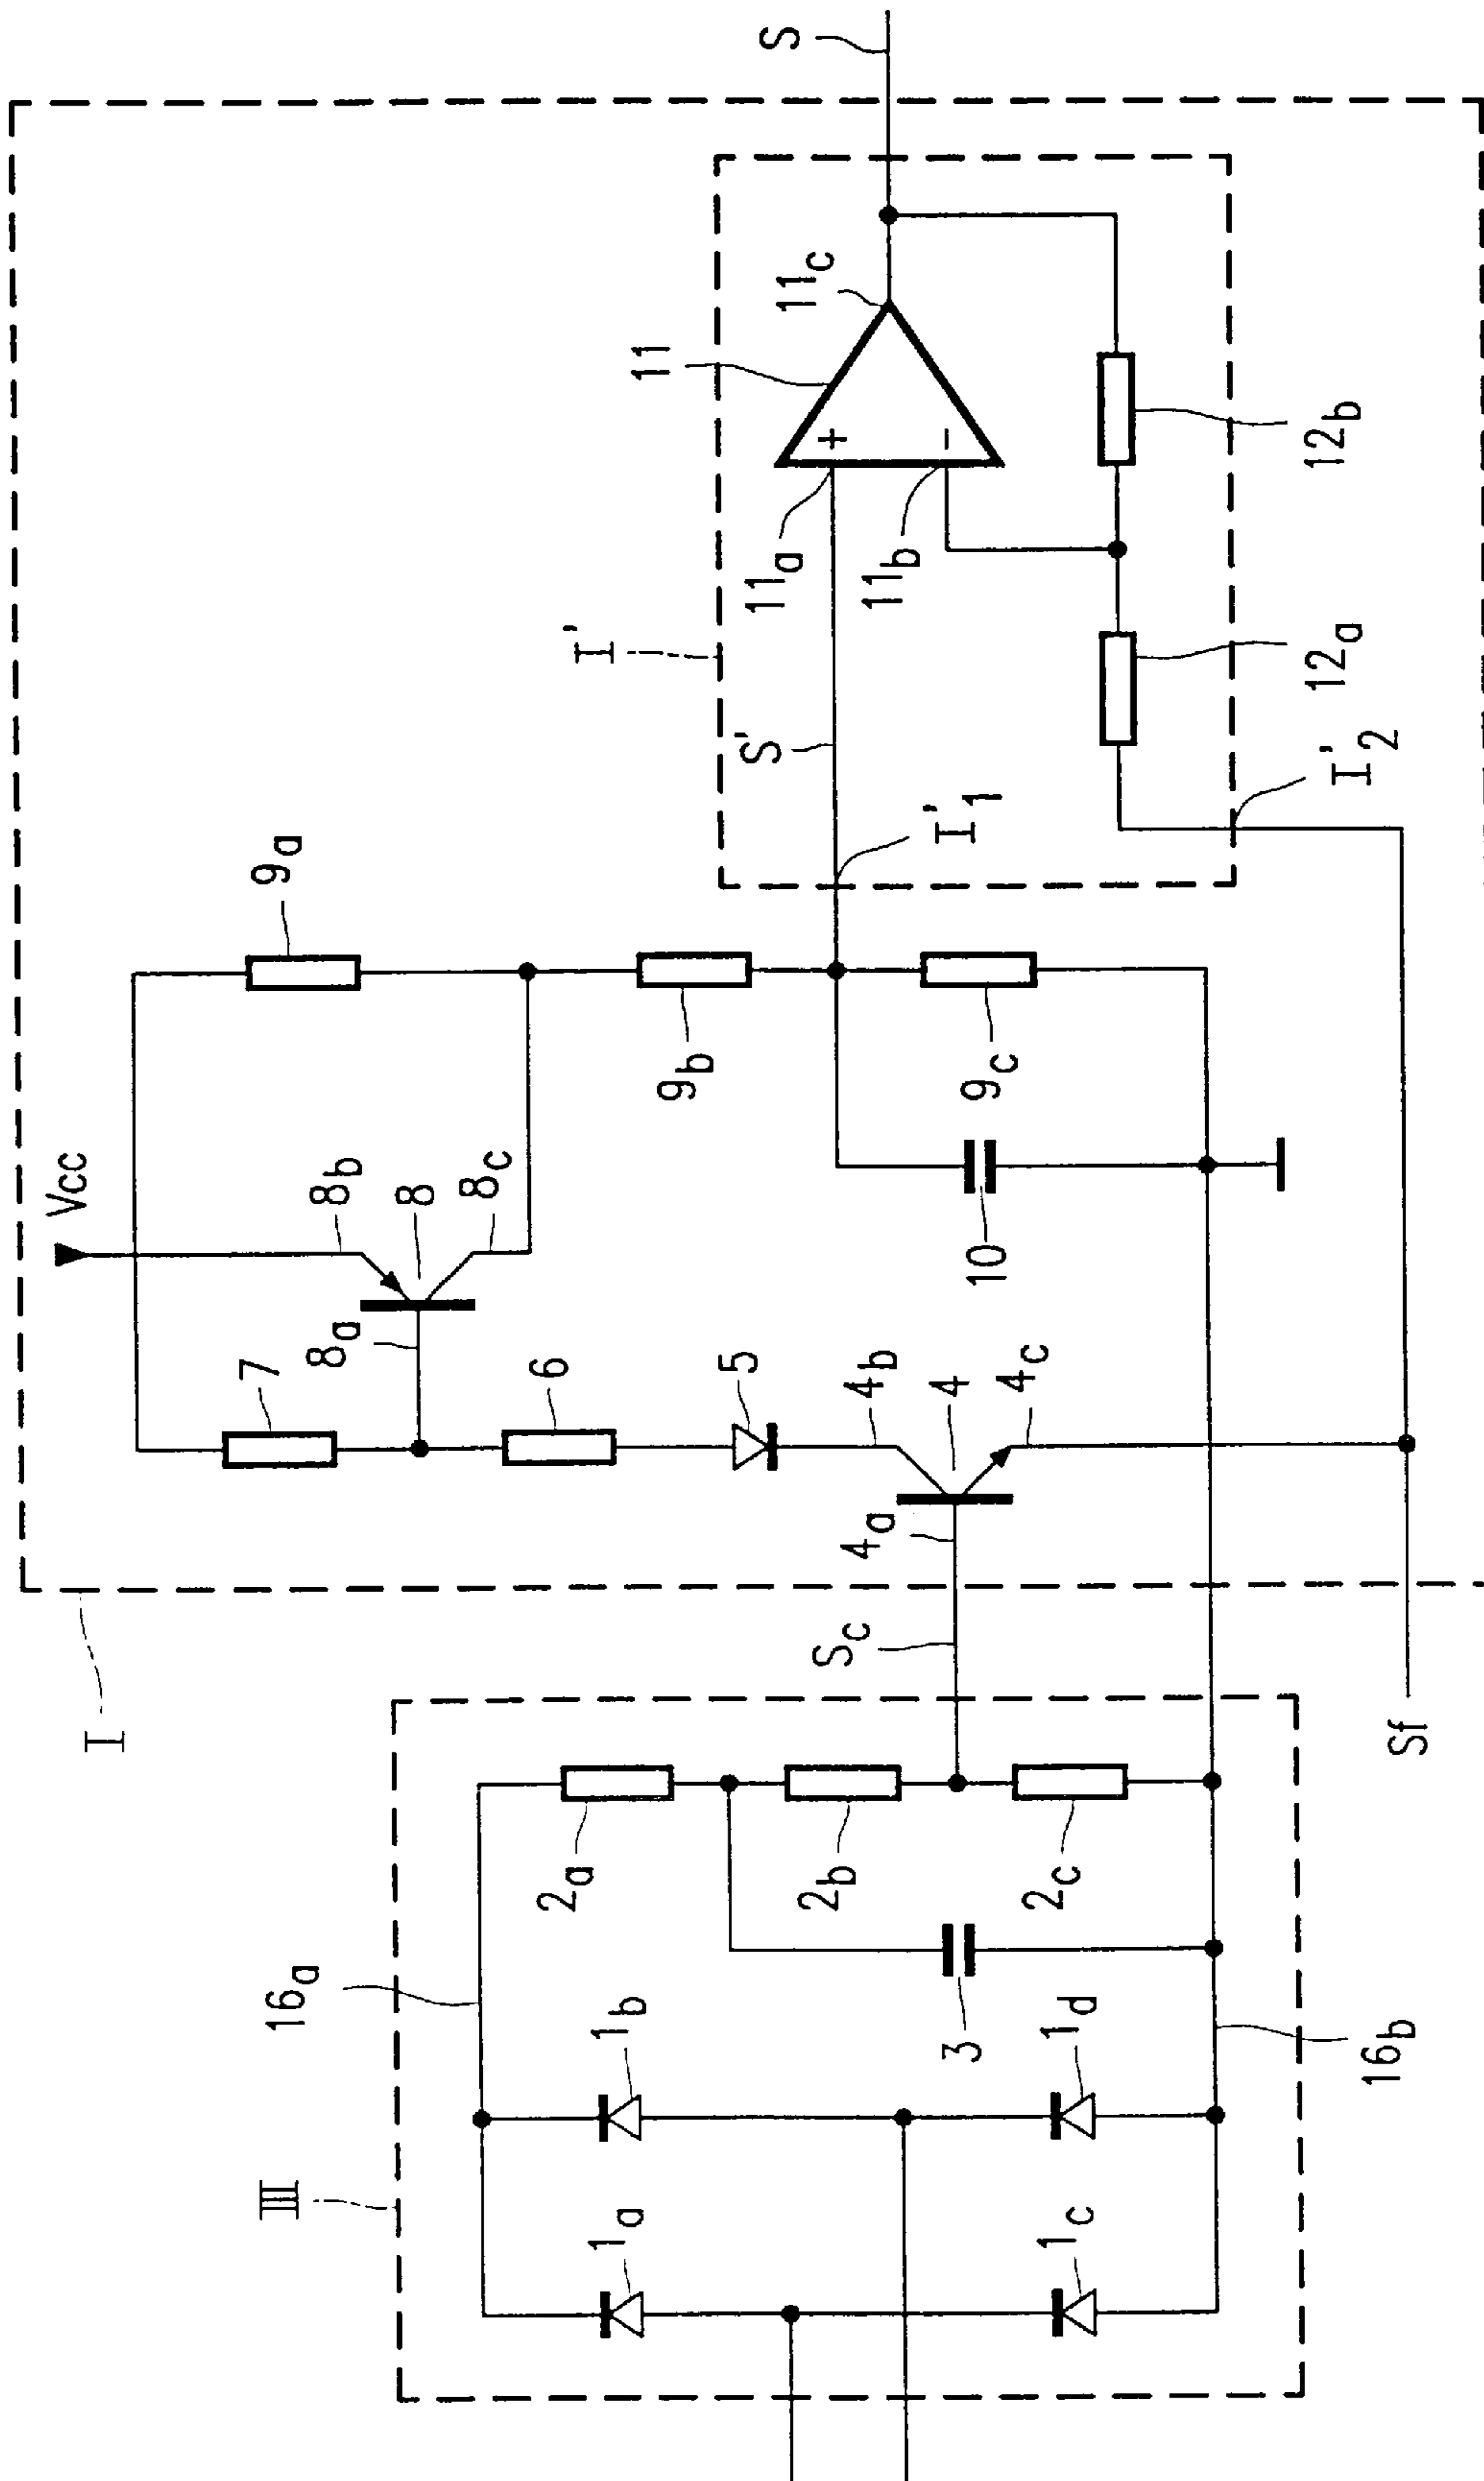 S
I
Vcc
9a
8b
8
8c
8a
7
6
5
4b
4
4c
4a
9b
9c
10
I'
S'
I'1
I'2
11
11a
11b
11c
+
−
12a
12b
Sc
Sf
III
16a
16b
2a
2b
2c
3
1a
1b
1c
1d